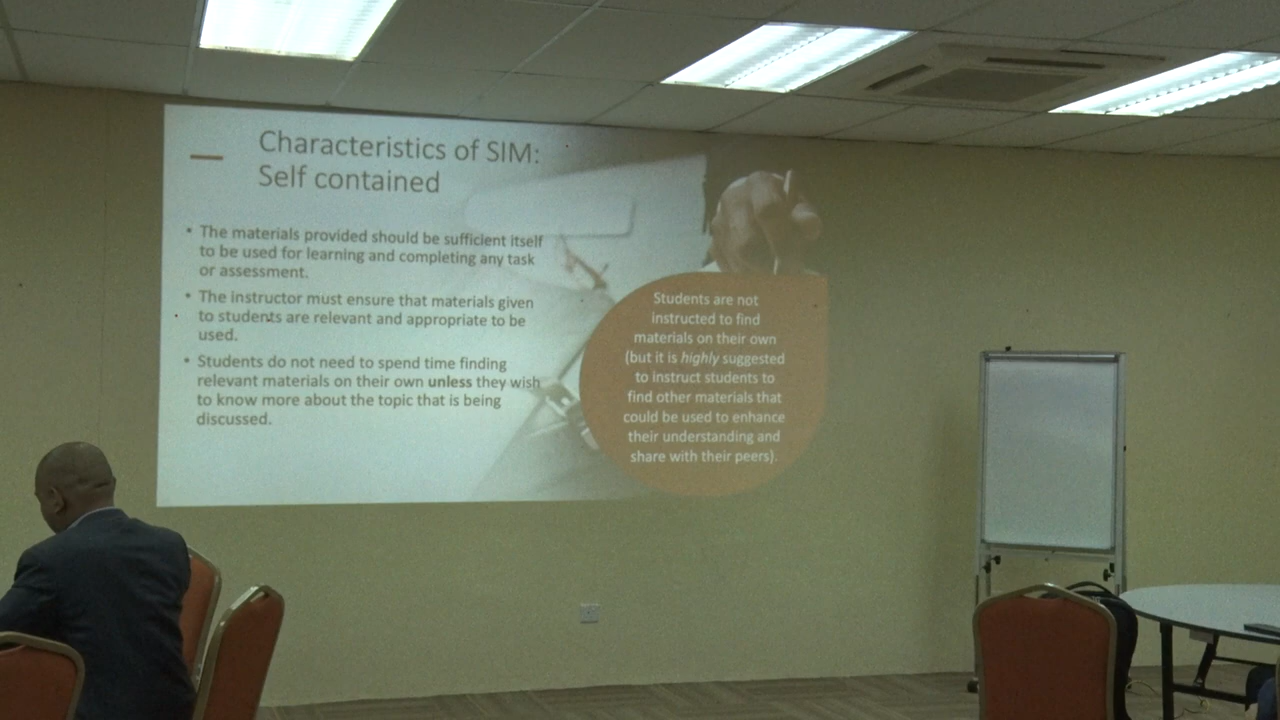 Characteristics of SIM:
Self contained
• The materials provided should be sufficient itself
to be used for learning and completing any task
or assessment.
• The instructor must ensure that materials given
to students are relevant and appropriate to be
used.
• Students do not need to spend time finding
relevant materials on their own unless they wish
to know more about the topic that is being
discussed.
Students are not
instructed to find
materials on their own
(but it is highly suggested
to instruct students to
find other materials that
could be used to enhance
their understanding and
share with their peers).